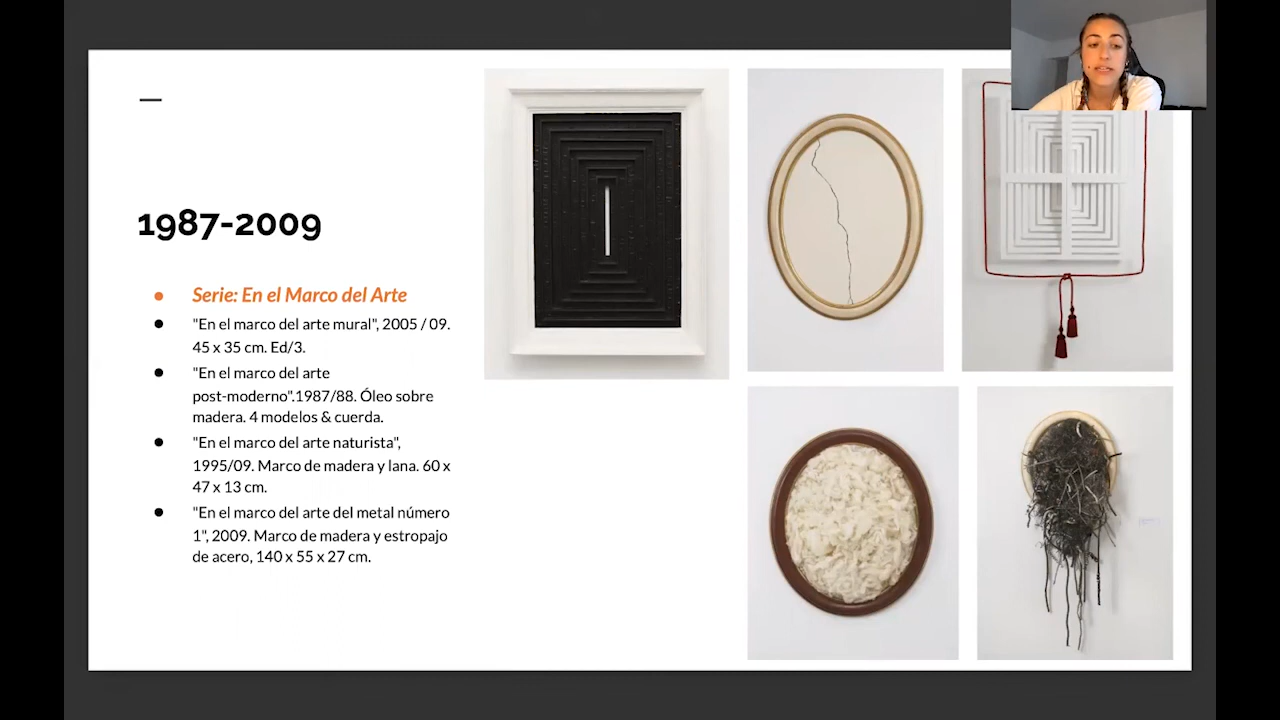 1987-2009
Serie: En el Marco del Arte
"En el marco del arte mural", 2005 / 09.
45 x 35 cm. Ed/3.
"En el marco del arte
post-moderno".1987/88. Óleo sobre
madera. 4 modelos & cuerda.
"En el marco del arte naturista",
1995/09. Marco de madera y lana. 60 x
47 x 13 cm.
"En el marco del arte del metal número
1", 2009. Marco de madera y estropajo
de acero, 140 x 55 x 27 cm.